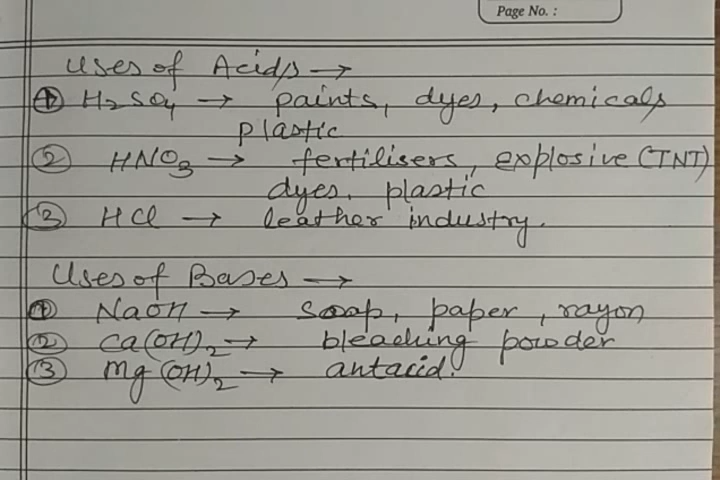 Page No. :
Uses of Acids →
① H₂SO₄ → paints, dyes, chemicals
plastic
② HNO₃ → fertilisers, explosive (TNT)
dyes. plastic
③ HCl → leather industry.
Uses of Bases →
① NaOH → soap, paper, rayon
② Ca(OH)₂ → bleaching powder
③ Mg(OH)₂ → antacid.